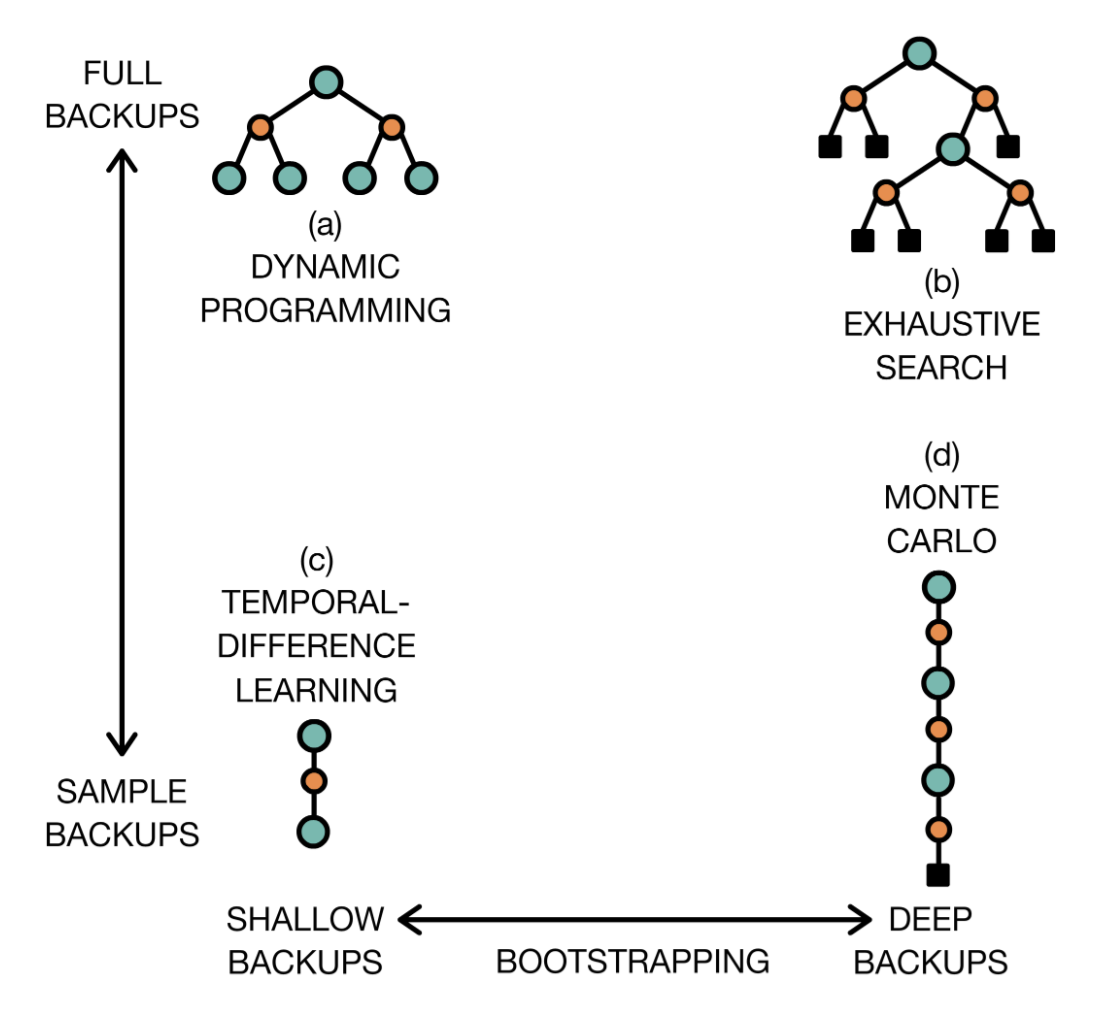 FULL
BACKUPS
(a)
DYNAMIC
PROGRAMMING
(b)
EXHAUSTIVE
SEARCH
(c)
TEMPORAL-
DIFFERENCE
LEARNING
(d)
MONTE
CARLO
SAMPLE
BACKUPS
SHALLOW
BACKUPS
BOOTSTRAPPING
DEEP
BACKUPS